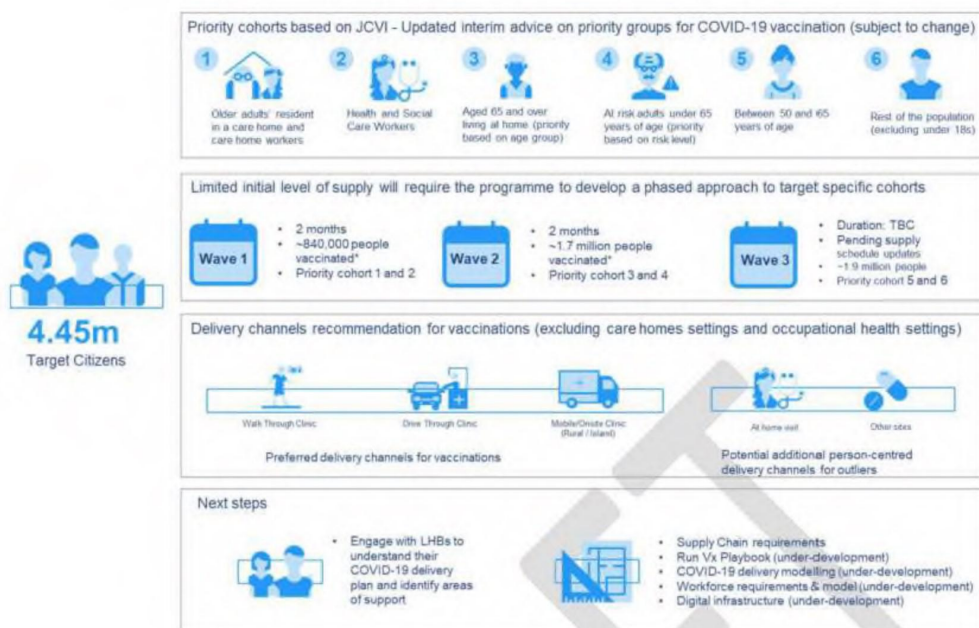 Priority cohorts based on JCVI - Updated interim advice on priority groups for COVID-19 vaccination (subject to change)
1
2
3
4
5
6
Older adults' resident
in a care home and
care home workers
Health and Social
Care Workers
Aged 65 and over
living at home (priority
based on age group)
At risk adults under 65
years of age (priority
based on risk level)
Between 50 and 65
years of age
Rest of the population
(excluding under 18s)
4.45m
Target Citizens
Limited initial level of supply will require the programme to develop a phased approach to target specific cohorts
Wave 1
• 2 months
• ~840,000 people
vaccinated*
• Priority cohort 1 and 2
Wave 2
• 2 months
• ~1.7 million people
vaccinated*
• Priority cohort 3 and 4
Wave 3
• Duration: TBC
• Pending supply
schedule updates
• ~1.9 million people
• Priority cohort 5 and 6
Delivery channels recommendation for vaccinations (excluding care homes settings and occupational health settings)
Walk Through Clinic
Drive Through Clinic
Mobile/Onsite Clinic
(Rural / Island)
At home visit
Other sites
Preferred delivery channels for vaccinations
Potential additional person-centred
delivery channels for outliers
Next steps
• Engage with LHBs to
understand their
COVID-19 delivery
plan and identify areas
of support
• Supply Chain requirements
• Run Vx Playbook (under-development)
• COVID-19 delivery modelling (under-development)
• Workforce requirements & model (under-development)
• Digital infrastructure (under-development)